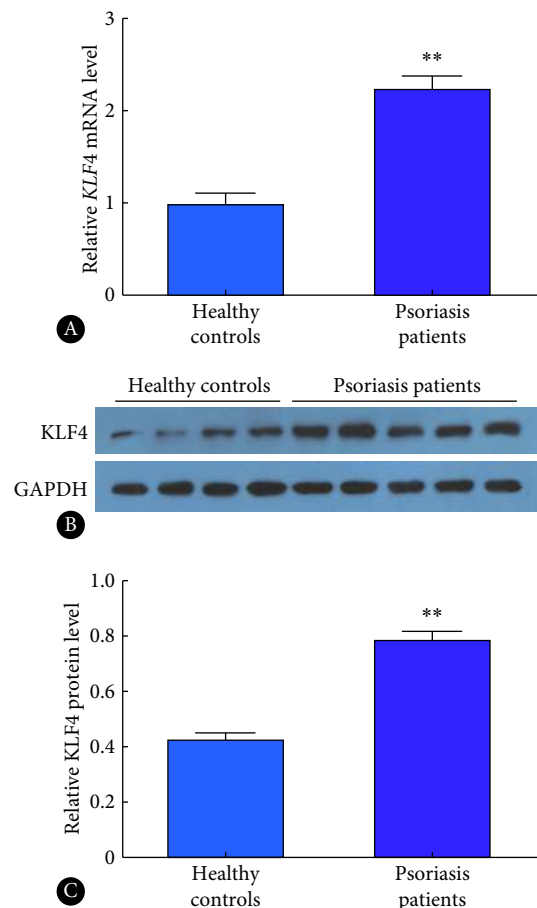 3
2
1
0
Relative KLF4 mRNA level
**
Healthy controls
Psoriasis patients
A
Healthy controls
Psoriasis patients
KLF4
GAPDH
B
1.0
0.8
0.6
0.4
0.2
0
Relative KLF4 protein level
**
Healthy controls
Psoriasis patients
C